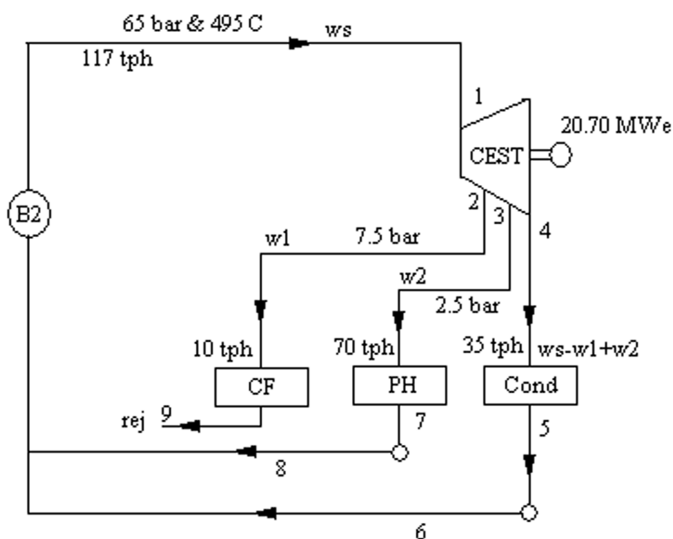 65 bar & 495 C
ws
117 tph
1
20.70 MWe
CEST
B2
2
3
4
w1
7.5 bar
w2
2.5 bar
10 tph
70 tph
35 tph
ws-w1+w2
CF
PH
Cond
rej
9
7
5
8
6